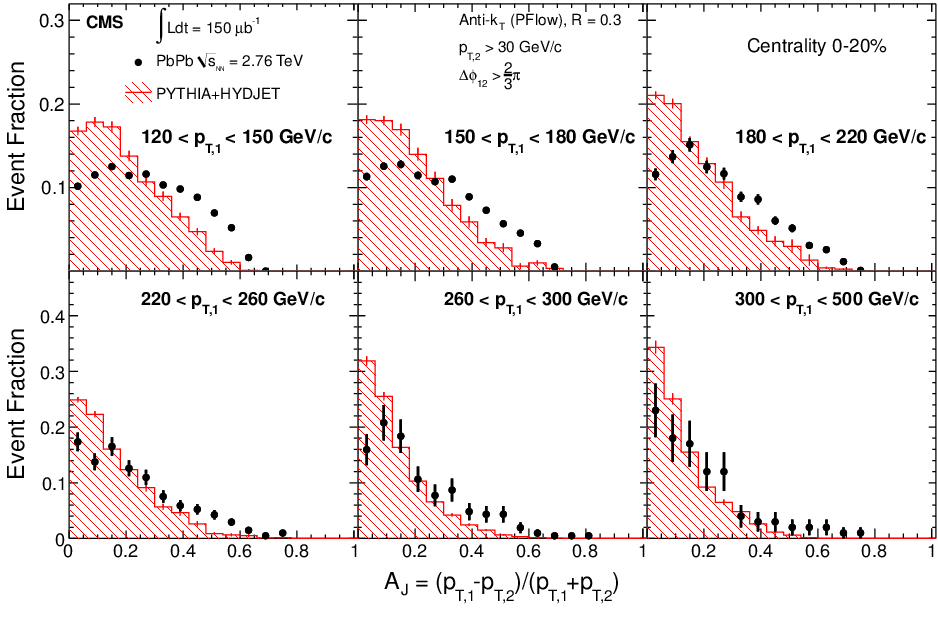 CMS
∫Ldt = 150 μb⁻¹
PbPb √s_NN = 2.76 TeV
PYTHIA+HYDJET
120 < p_T,1 < 150 GeV/c
Anti-k_T (PFlow), R = 0.3
p_T,2 > 30 GeV/c
Δϕ_12 > 2/3 π
150 < p_T,1 < 180 GeV/c
Centrality 0-20%
180 < p_T,1 < 220 GeV/c
Event Fraction
0.3
0.2
0.1
220 < p_T,1 < 260 GeV/c
260 < p_T,1 < 300 GeV/c
300 < p_T,1 < 500 GeV/c
Event Fraction
0.4
0.3
0.2
0.1
0
0 0.2 0.4 0.6 0.8 1 0.2 0.4 0.6 0.8 1 0.2 0.4 0.6 0.8 1
A_J = (p_T,1-p_T,2)/(p_T,1+p_T,2)